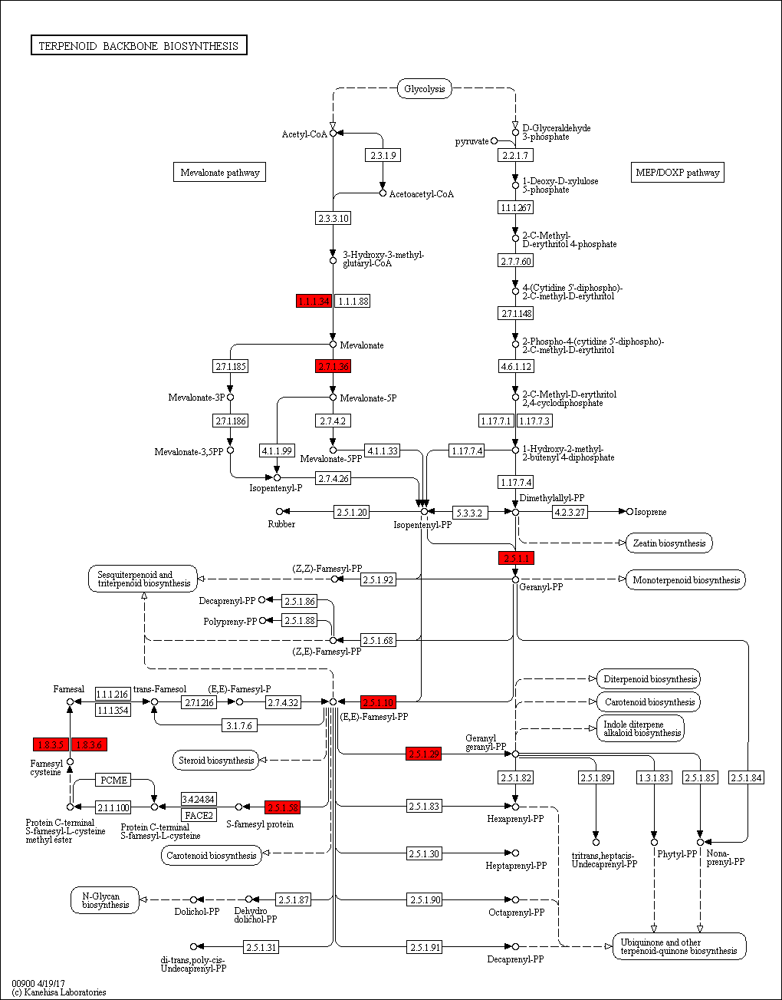 TERPENOID BACKBONE BIOSYNTHESIS
Glycolysis
Acetyl-CoA
D-Glyceraldehyde
3-phosphate
pyruvate
2.3.1.9
2.2.1.7
Mevalonate pathway
MEP/DOXP pathway
1-Deoxy-D-xylulose
5-phosphate
Acetoacetyl-CoA
1.1.1.267
2.3.3.10
2-C-Methyl-
D-erythritol 4-phosphate
3-Hydroxy-3-methyl-
glutaryl-CoA
2.7.7.60
4-(Cytidine 5'-diphospho)-
2-C-methyl-D-erythritol
1.1.1.34
1.1.1.88
2.7.1.148
Mevalonate
2-Phospho-4-(cytidine 5'-diphospho)-
2-C-methyl-D-erythritol
2.7.1.185
2.7.1.36
4.6.1.12
Mevalonate-3P
Mevalonate-5P
2-C-Methyl-D-erythritol
2,4-cyclodiphosphate
2.7.1.186
2.7.4.2
1.17.7.1
1.17.7.3
Mevalonate-3,5PP
4.1.1.99
Mevalonate-5PP
4.1.1.33
1.17.7.4
1-Hydroxy-2-methyl-
2-butenyl 4-diphosphate
Isopentenyl-P
2.7.4.26
1.17.7.4
Dimethylallyl-PP
Rubber
2.5.1.20
Isopentenyl-PP
5.3.3.2
4.2.3.27
Isoprene
Zeatin biosynthesis
2.5.1.1
Sesquiterpenoid and
triterpenoid biosynthesis
(Z,Z)-Farnesyl-PP
2.5.1.92
Geranyl-PP
Monoterpenoid biosynthesis
Decaprenyl-PP
2.5.1.86
Polypreny-PP
2.5.1.88
(Z,E)-Farnesyl-PP
2.5.1.68
Diterpenoid biosynthesis
Farnesal
1.1.1.216
1.1.1.354
trans-Farnesol
2.7.1.216
(E,E)-Farnesyl-P
2.7.4.32
2.5.1.10
(E,E)-Farnesyl-PP
Carotenoid biosynthesis
3.1.7.6
Indole diterpene
alkaloid biosynthesis
1.8.3.5
1.8.3.6
Geranyl
geranyl-PP
2.5.1.29
Farnesyl
cysteine
Steroid biosynthesis
PCME
2.5.1.82
2.5.1.89
1.3.1.83
2.5.1.85
2.5.1.84
2.1.1.100
3.4.24.84
FACE2
2.5.1.58
2.5.1.83
Protein C-terminal
S-farnesyl-L-cysteine
methyl ester
Protein C-terminal
S-farnesyl-L-cysteine
S-farnesyl protein
Hexaprenyl-PP
Carotenoid biosynthesis
2.5.1.30
Heptaprenyl-PP
tritrans,heptacis-
Undecaprenyl-PP
Phytyl-PP
Nona-
prenyl-PP
N-Glycan
biosynthesis
Dolichol-PP
Dehydro
dolichol-PP
2.5.1.87
2.5.1.90
Octaprenyl-PP
di-trans,poly-cis-
Undecaprenyl-PP
2.5.1.31
2.5.1.91
Decaprenyl-PP
Ubiquinone and other
terpenoid-quinone biosynthesis
00900 4/19/17
(c) Kanehisa Laboratories